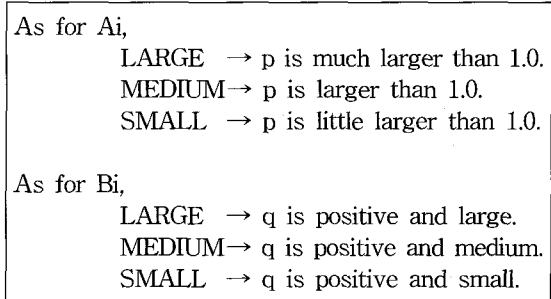 As for Ai,
LARGE → p is much larger than 1.0.
MEDIUM→ p is larger than 1.0.
SMALL → p is little larger than 1.0.
As for Bi,
LARGE → q is positive and large.
MEDIUM→ q is positive and medium.
SMALL → q is positive and small.